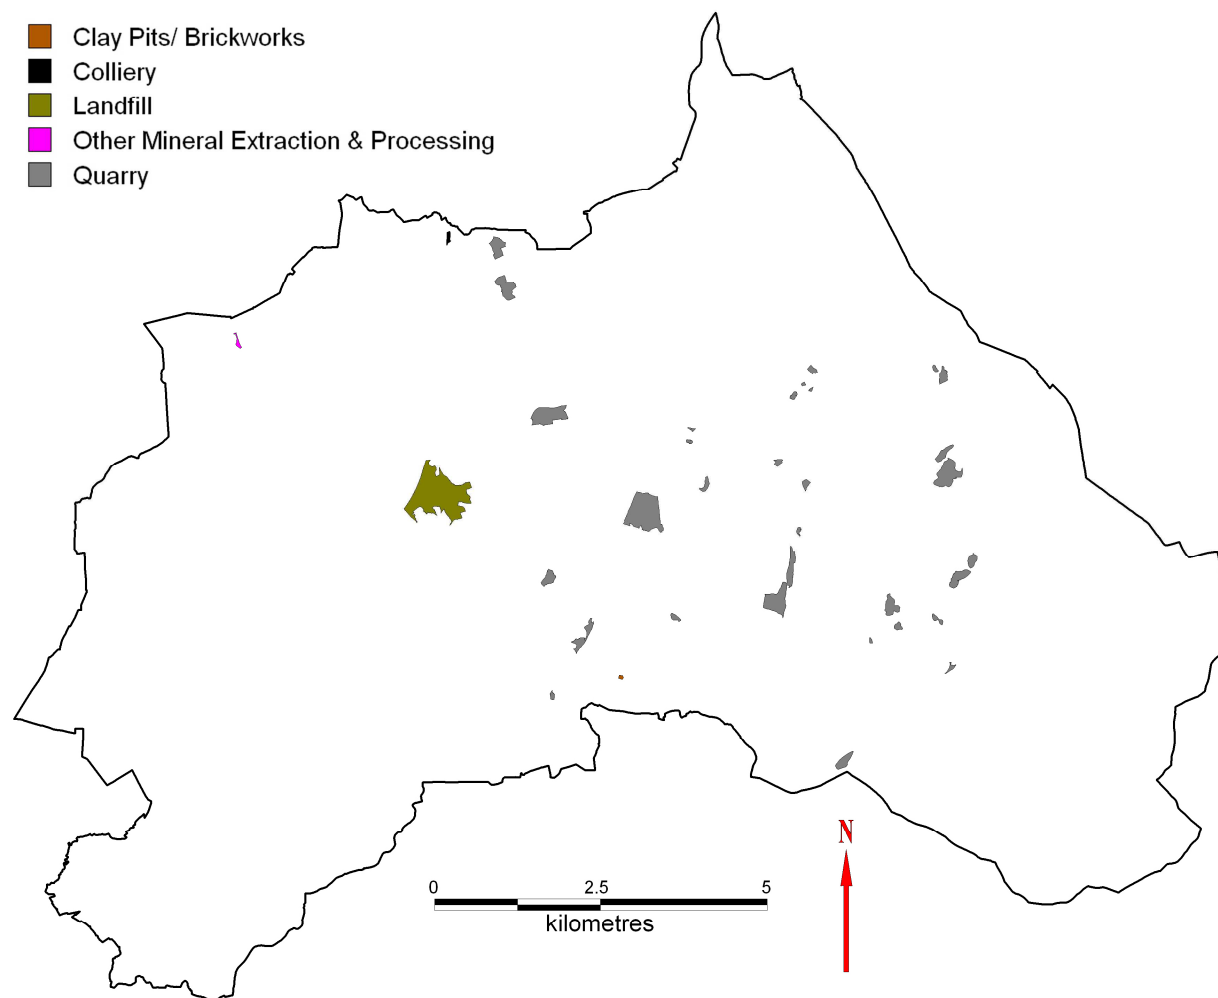 Clay Pits/ Brickworks
Colliery
Landfill
Other Mineral Extraction & Processing
Quarry
N
0 2.5 5
kilometres